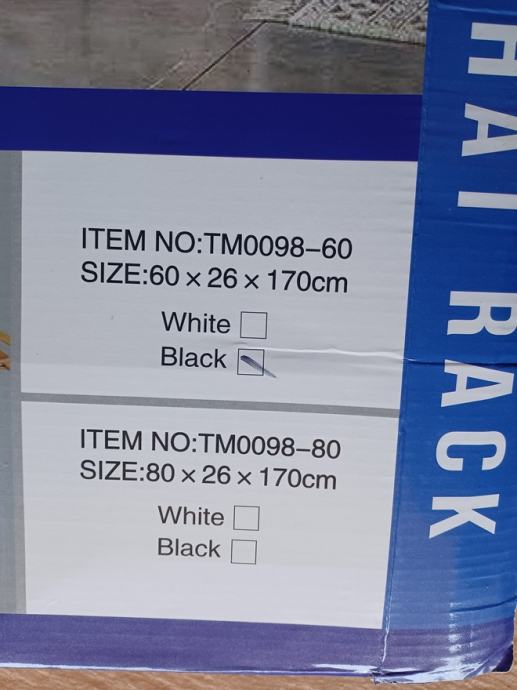 ITEM NO:TM0098–60
SIZE:60 × 26 × 170cm
White
Black
ITEM NO:TM0098–80
SIZE:80 × 26 × 170cm
White
Black
HAT RACK